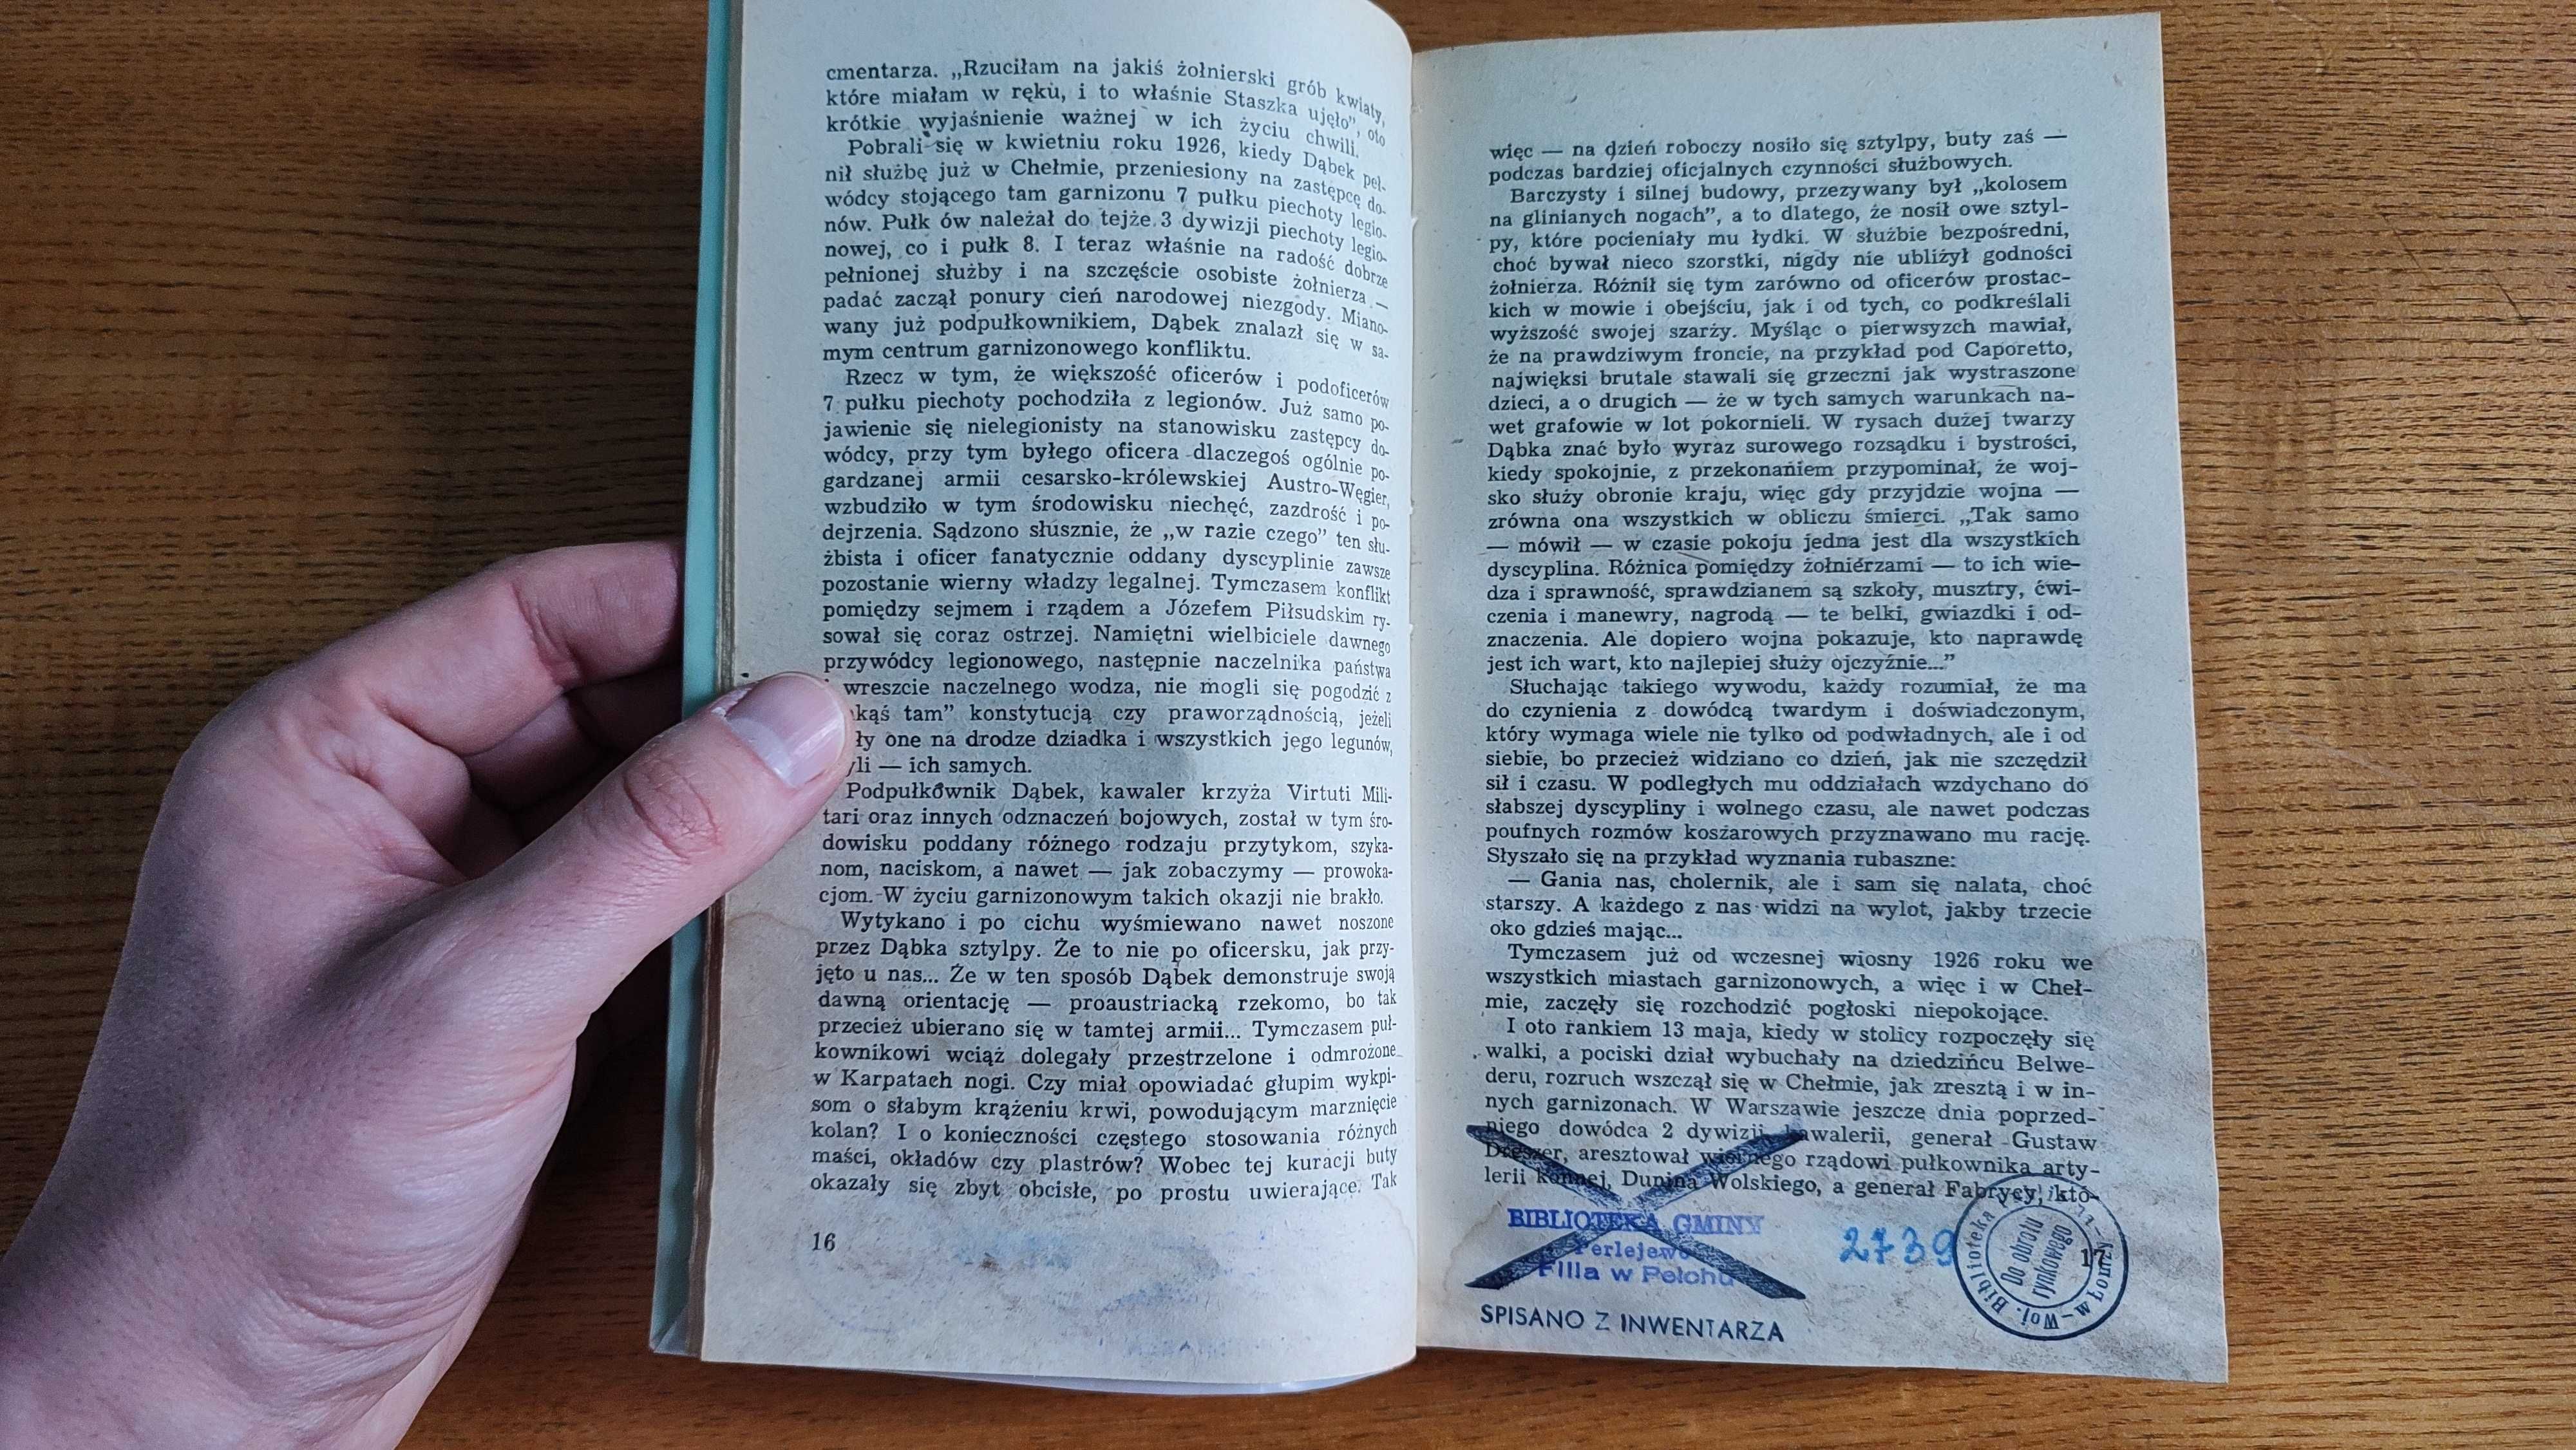 cmentarza. „Rzuciłam na jakiś żołnierski grób kwiaty,
które miałam w ręku, i to właśnie Staszka ujęło”, oto
krótkie wyjaśnienie ważnej w ich życiu chwili.
Pobrali się w kwietniu roku 1926, kiedy Dąbek peł-
nił służbę już w Chełmie, przeniesiony na zastępcę do-
wódcy stojącego tam garnizonu 7 pułku piechoty legio-
nów. Pułk ów należał do tejże 3 dywizji piechoty legio-
nowej, co i pułk 8. I teraz właśnie na radość dobrze
pełnionej służby i na szczęście osobiste żołnierza —
padać zaczął ponury cień narodowej niezgody. Miano-
wany już podpułkownikiem, Dąbek znalazł się w sa-
mym centrum garnizonowego konfliktu.
Rzecz w tym, że większość oficerów i podoficerów
7 pułku piechoty pochodziła z legionów. Już samo po-
jawienie się nielegionisty na stanowisku zastępcy do-
wódcy, przy tym byłego oficera dlaczegoś ogólnie po-
gardzanej armii cesarsko-królewskiej Austro-Węgier,
wzbudziło w tym środowisku niechęć, zazdrość i po-
dejrzenia. Sądzono słusznie, że „w razie czego” ten słu-
żbista i oficer fanatycznie oddany dyscyplinie zawsze
pozostanie wierny władzy legalnej. Tymczasem konflikt
pomiędzy sejmem i rządem a Józefem Piłsudskim ry-
sował się coraz ostrzej. Namiętni wielbiciele dawnego
przywódcy legionowego, następnie naczelnika państwa
wreszcie naczelnego wodza, nie mogli się pogodzić z
tam” konstytucją czy praworządnością, jeżeli
one na drodze dziadka i wszystkich jego legunów,
— ich samych.
Podpułkownik Dąbek, kawaler krzyża Virtuti Mili-
tari oraz innych odznaczeń bojowych, został w tym śro-
dowisku poddany różnego rodzaju przytykom, szyka-
nom, naciskom, a nawet — jak zobaczymy — prowoka-
cjom. W życiu garnizonowym takich okazji nie brakło.
Wytykano i po cichu wyśmiewano nawet noszone
przez Dąbka sztylpy. Że to nie po oficersku, jak przy-
jęto u nas... Że w ten sposób Dąbek demonstruje swoją
dawną orientację — proaustriacką rzekomo, bo tak
przecież ubierano się w tamtej armii... Tymczasem puł-
kownikowi wciąż dolegały przestrzelone i odmrożone
w Karpatach nogi. Czy miał opowiadać głupim wykpi-
som o słabym krążeniu krwi, powodującym marznięcie
kolan? I o konieczności częstego stosowania różnych
maści, okładów czy plastrów? Wobec tej kuracji buty
okazały się zbyt obcisłe, po prostu uwierające. Tak
16
więc — na dzień roboczy nosiło się sztylpy, buty zaś —
podczas bardziej oficjalnych czynności służbowych.
Barczysty i silnej budowy, przezywany był „kolosem
na glinianych nogach”, a to dlatego, że nosił owe sztyl-
py, które pocieniały mu łydki. W służbie bezpośredni,
choć bywał nieco szorstki, nigdy nie ubliżył godności
żołnierza. Różnił się tym zarówno od oficerów prostac-
kich w mowie i obejściu, jak i od tych, co podkreślali
wyższość swojej szarży. Myśląc o pierwsyzch mawiał,
że na prawdziwym froncie, na przykład pod Caporetto,
najwięksi brutale stawali się grzeczni jak wystraszone
dzieci, a o drugich — że w tych samych warunkach na-
wet grafowie w lot pokornieli. W rysach dużej twarzy
Dąbka znać było wyraz surowego rozsądku i bystrości,
kiedy spokojnie, z przekonaniem przypominał, że woj-
sko służy obronie kraju, więc gdy przyjdzie wojna —
zrówna ona wszystkich w obliczu śmierci. „Tak samo
— mówił — w czasie pokoju jedna jest dla wszystkich
dyscyplina. Różnica pomiędzy żołnierzami — to ich wie-
dza i sprawność, sprawdzianem są szkoły, musztry, ćwi-
czenia i manewry, nagrodą — te belki, gwiazdki i od-
znaczenia. Ale dopiero wojna pokazuje, kto naprawdę
jest ich wart, kto najlepiej służy ojczyźnie...”
Słuchając takiego wywodu, każdy rozumiał, że ma
do czynienia z dowódcą twardym i doświadczonym,
który wymaga wiele nie tylko od podwładnych, ale i od
siebie, bo przecież widziano co dzień, jak nie szczędził
sił i czasu. W podległych mu oddziałach wzdychano do
słabszej dyscypliny i wolnego czasu, ale nawet podczas
poufnych rozmów koszarowych przyznawano mu rację.
Słyszało się na przykład wyznania rubaszne:
— Gania nas, cholernik, ale i sam się nalata, choć
starszy. A każdego z nas widzi na wylot, jakby trzecie
oko gdzieś mając...
Tymczasem już od wczesnej wiosny 1926 roku we
wszystkich miastach garnizonowych, a więc i w Cheł-
mie, zaczęły się rozchodzić pogłoski niepokojące.
I oto rankiem 13 maja, kiedy w stolicy rozpoczęły się
walki, a pociski dział wybuchały na dziedzińcu Belwe-
deru, rozruch wszczął się w Chełmie, jak zresztą i w in-
nych garnizonach. W Warszawie jeszcze dnia poprzed-
niego dowódca 2 dywizji kawalerii, generał Gustaw
Dreszer, aresztował wiernego rządowi pułkownika arty-
lerii konnej, Dunina Wolskiego, a generał Fabrycy, któ-
BIBLIOTEKA GMINY
Perlejewo
Filia w Pełchu
SPISANO Z INWENTARZA
2739
Woj. Biblioteka
w Łomży
Do obrotu
rynkowego
17